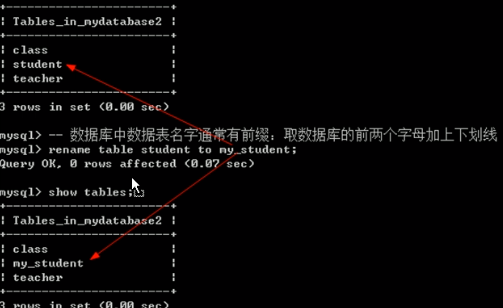 +-----------------------+
| Tables_in_mydatabase2 |
+-----------------------+
| class |
| student |
| teacher |
+-----------------------+
3 rows in set (0.00 sec)
mysql> -- 数据库中数据表名字通常有前缀：取数据库的前两个字母加上下划线
mysql> rename table student to my_student;
Query OK, 0 rows affected (0.07 sec)
mysql> show tables;
+-----------------------+
| Tables_in_mydatabase2 |
+-----------------------+
| class |
| my_student |
| teacher |
+-----------------------+
3 rows in set (0.00 sec)